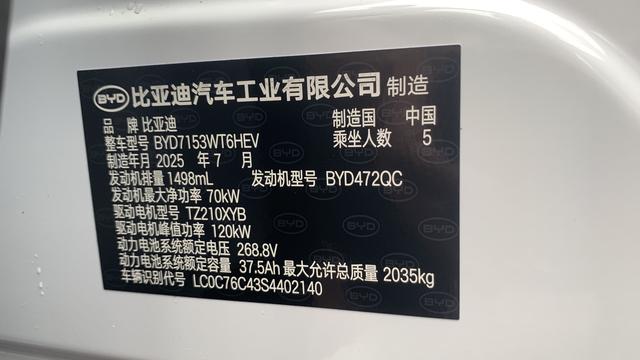 BYD 比亚迪汽车工业有限公司 制造
品 牌 比亚迪 制造国 中国
整车型号 BYD7153WT6HEV 乘坐人数 5
制造年月 2025 年 7 月
发动机排量 1498mL 发动机型号 BYD472QC
发动机最大净功率 70kW
驱动电机型号 TZ210XYB
驱动电机峰值功率 120kW
动力电池系统额定电压 268.8V
动力电池系统额定容量 37.5Ah 最大允许总质量 2035kg
车辆识别代号 LC0C76C43S4402140